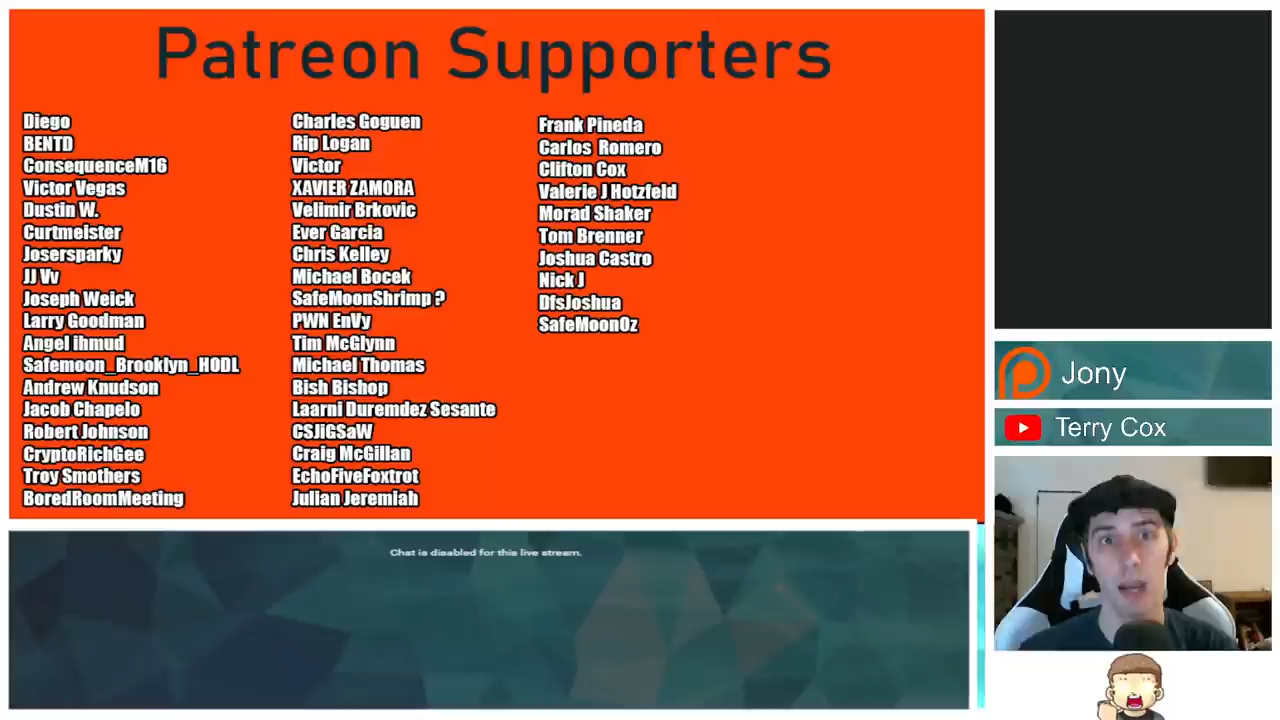 Patreon Supporters
Diego
BENTD
ConsequenceM16
Victor Vegas
Dustin W.
Curtmeister
Josersparky
JJ Vv
Joseph Weick
Larry Goodman
Angel ihmud
Safemoon_Brooklyn_HODL
Andrew Knudson
Jacob Chapelo
Robert Johnson
CryptoRichGee
Troy Smothers
BoredRoomMeeting
Charles Goguen
Rip Logan
Victor
XAVIER ZAMORA
Velimir Brkovic
Ever Garcia
Chris Kelley
Michael Bocek
SafeMoonShrimp ?
PWN EnVy
Tim McGlynn
Michael Thomas
Bish Bishop
Laarni Duremdez Sesante
CSJiGSaW
Craig McGillan
EchoFiveFoxtrot
Julian Jeremiah
Frank Pineda
Carlos Romero
Clifton Cox
Valerie J Hotzfeld
Morad Shaker
Tom Brenner
Joshua Castro
Nick J
DfsJoshua
SafeMoonOz
Jony
Terry Cox
Chat is disabled for this live stream.